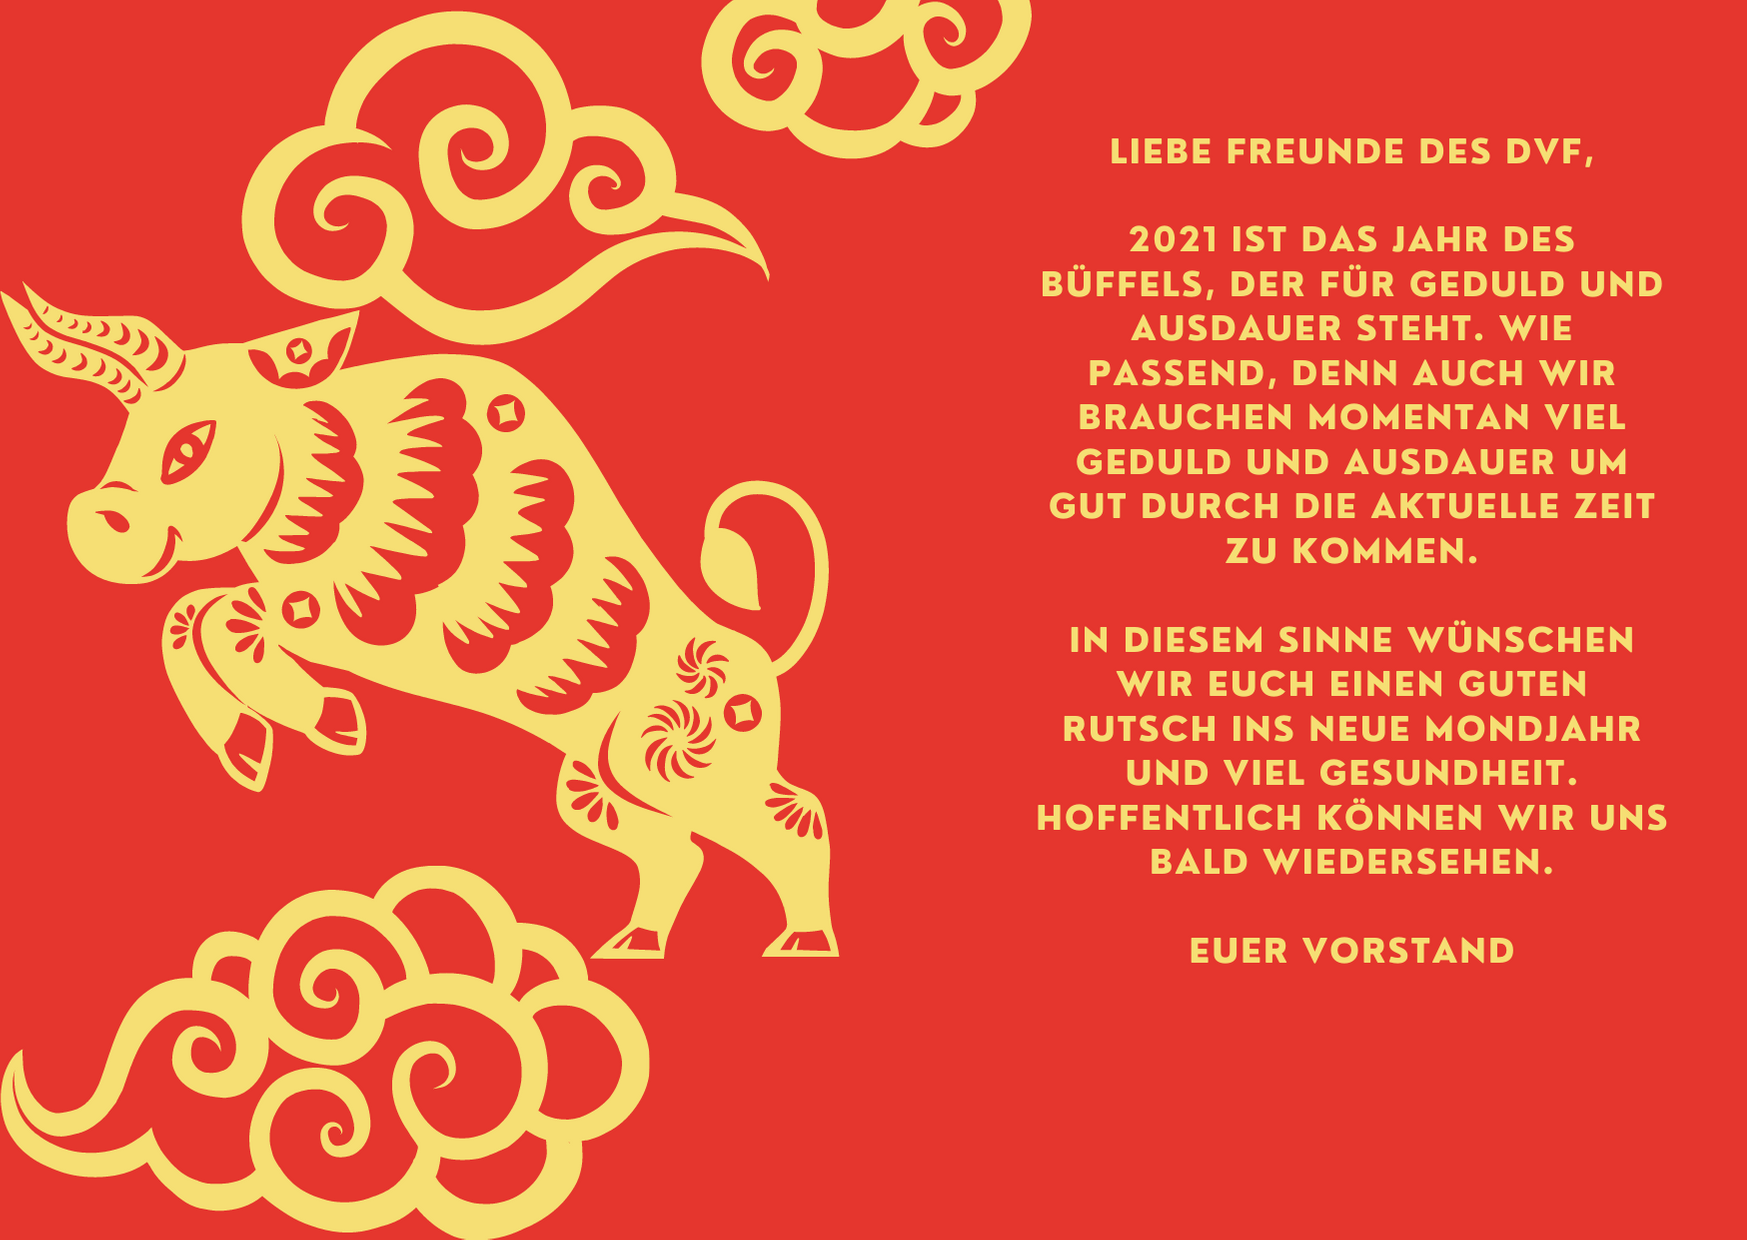 LIEBE FREUNDE DES DVF,
2021 IST DAS JAHR DES
BÜFFELS, DER FÜR GEDULD UND
AUSDAUER STEHT. WIE
PASSEND, DENN AUCH WIR
BRAUCHEN MOMENTAN VIEL
GEDULD UND AUSDAUER UM
GUT DURCH DIE AKTUELLE ZEIT
ZU KOMMEN.
IN DIESEM SINNE WÜNSCHEN
WIR EUCH EINEN GUTEN
RUTSCH INS NEUE MONDJAHR
UND VIEL GESUNDHEIT.
HOFFENTLICH KÖNNEN WIR UNS
BALD WIEDERSEHEN.
EUER VORSTAND